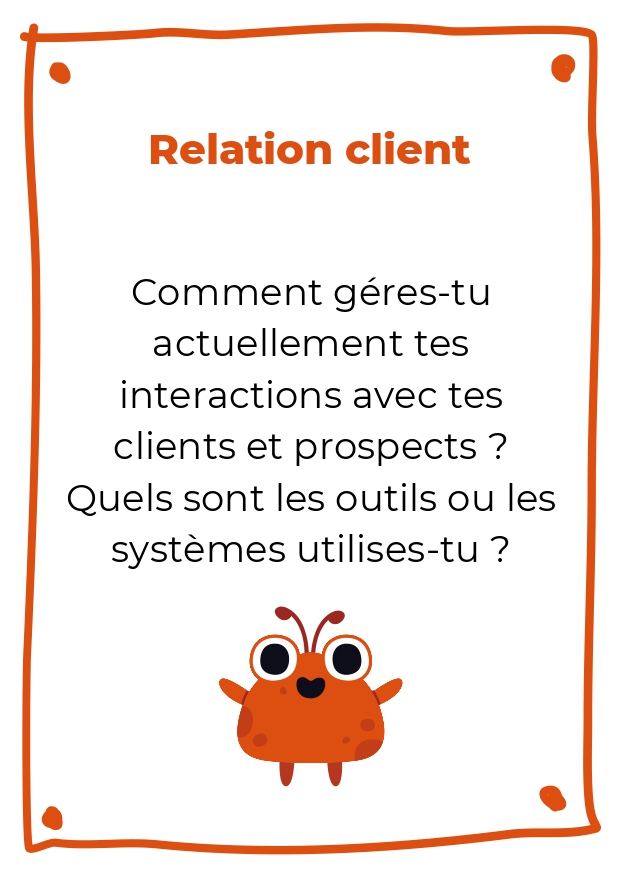 Relation client
Comment géres-tu
actuellement tes
interactions avec tes
clients et prospects ?
Quels sont les outils ou les
systèmes utilises-tu ?